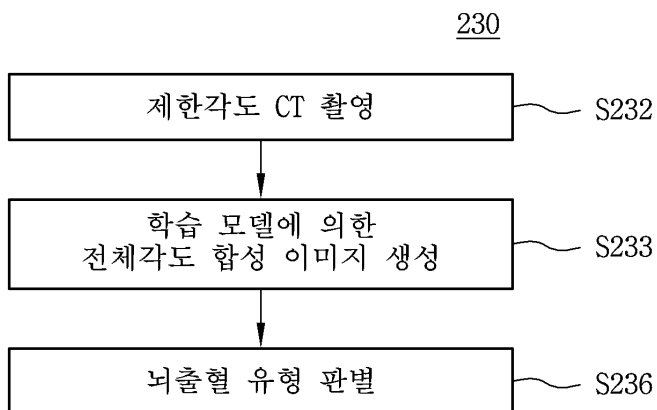 230
제한각도 CT 촬영
S232
학습 모델에 의한
전체각도 합성 이미지 생성
S233
뇌출혈 유형 판별
S236